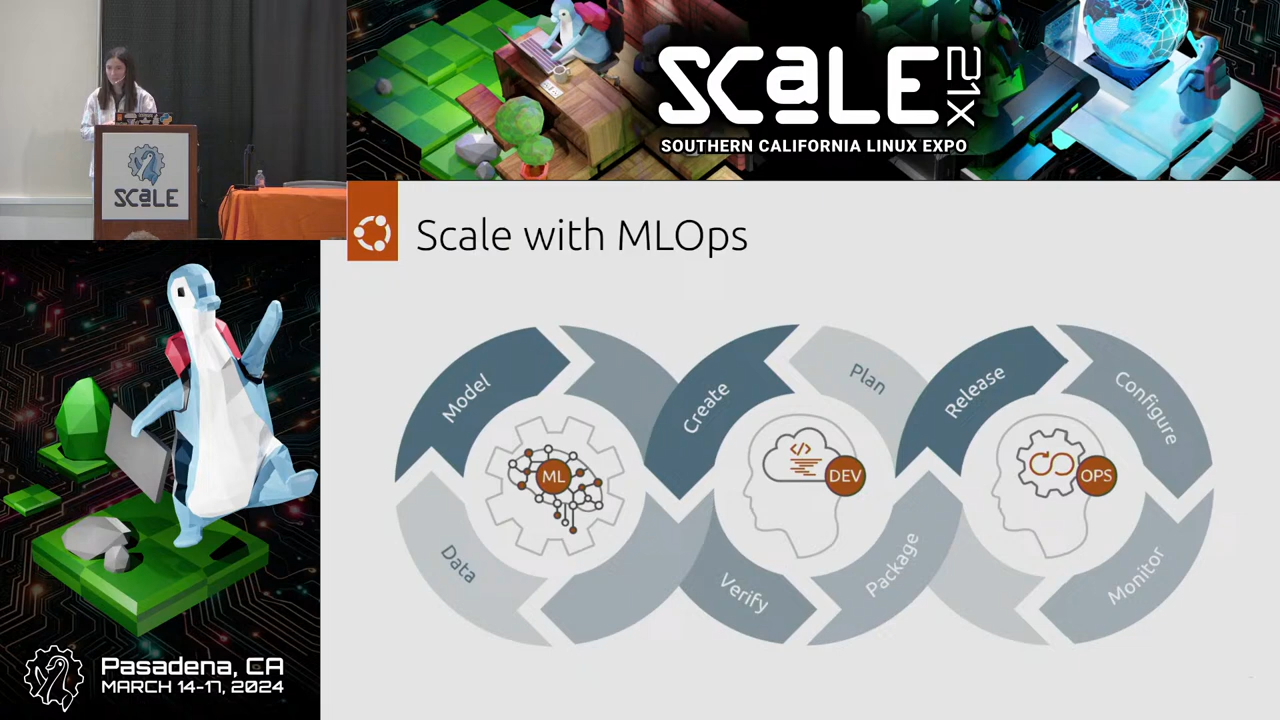 SCALE
21X
SOUTHERN CALIFORNIA LINUX EXPO
SCALE
Scale with MLOps
Model
Data
ML
Create
Plan
Verify
Package
DEV
Release
Configure
Monitor
OPS
Pasadena, CA
MARCH 14-17, 2024